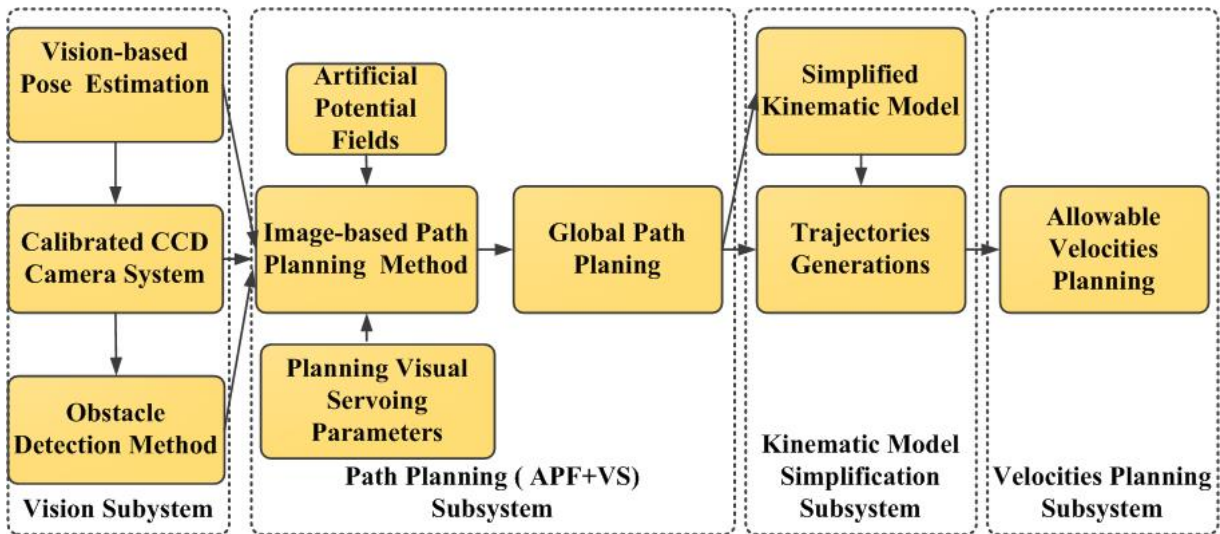 Vision-based
Pose Estimation
Calibrated CCD
Camera System
Obstacle
Detection Method
Vision Subystem
Artificial
Potential
Fields
Image-based Path
Planning Method
Planning Visual
Servoing
Parameters
Global Path
Planing
Path Planning ( APF+VS)
Subsystem
Simplified
Kinematic Model
Trajectories
Generations
Kinematic Model
Simplification
Subsystem
Allowable
Velocities
Planning
Velocities Planning
Subsystem